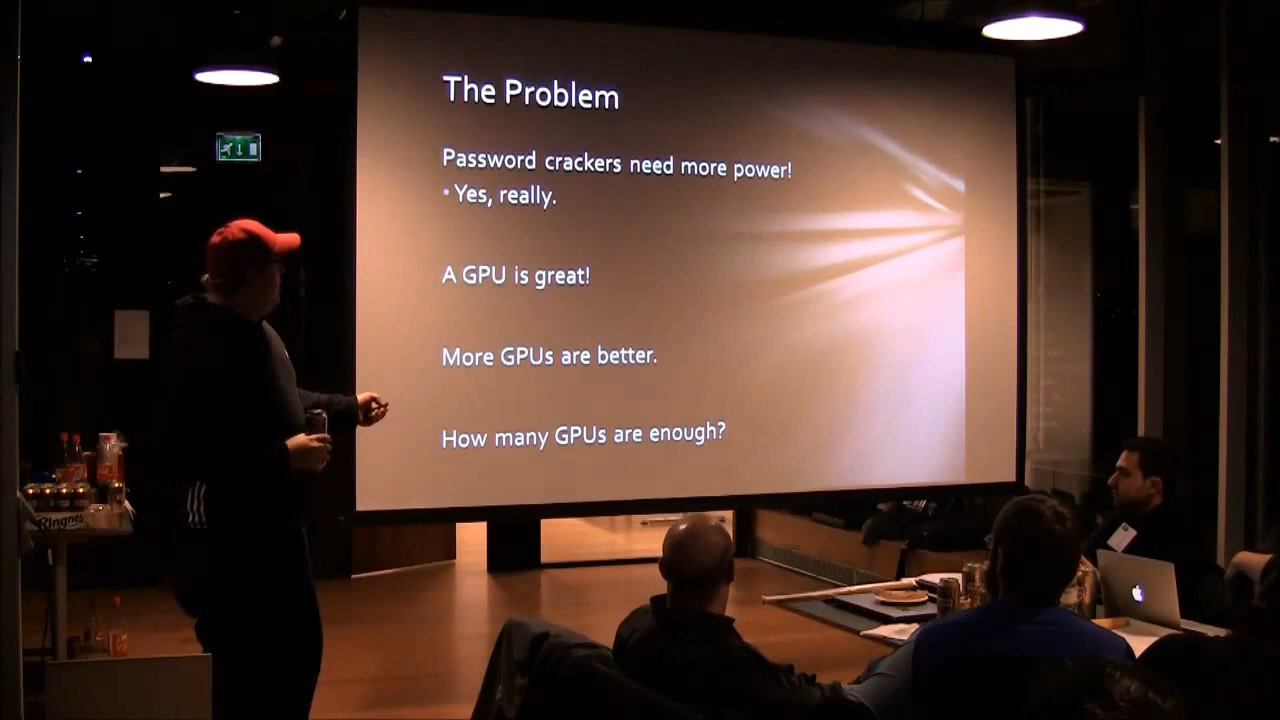 The Problem
Password crackers need more power!
• Yes, really.
A GPU is great!
More GPUs are better.
How many GPUs are enough?
Ringnes